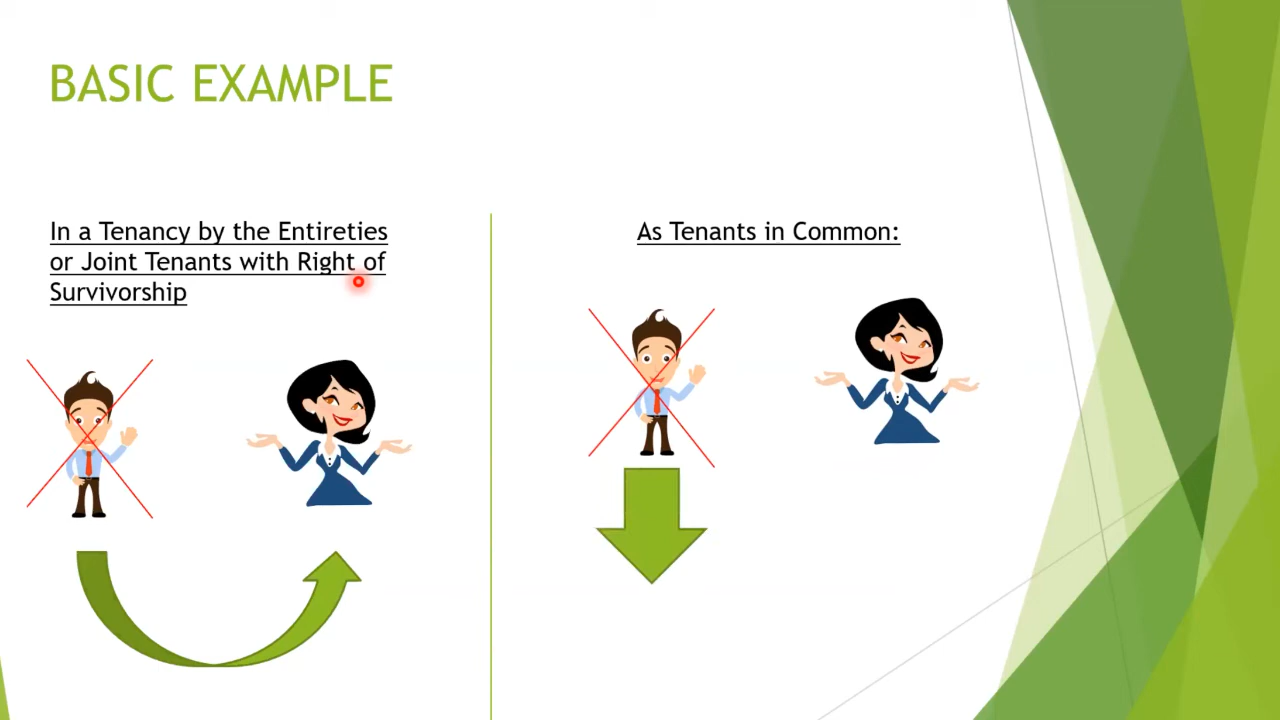 BASIC EXAMPLE
In a Tenancy by the Entireties
or Joint Tenants with Right of
Survivorship
As Tenants in Common: